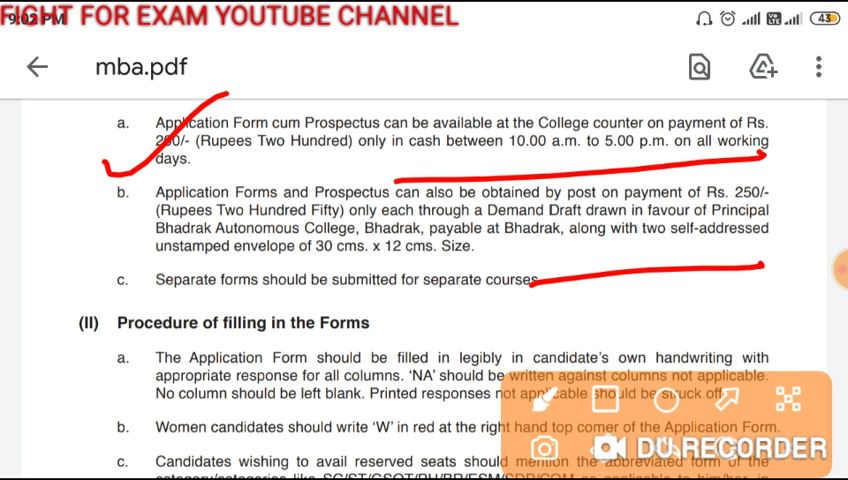 FIGHT FOR EXAM YOUTUBE CHANNEL
9:02 PM
43
mba.pdf
a. Application Form cum Prospectus can be available at the College counter on payment of Rs.
200/- (Rupees Two Hundred) only in cash between 10.00 a.m. to 5.00 p.m. on all working
days.
b. Application Forms and Prospectus can also be obtained by post on payment of Rs. 250/-
(Rupees Two Hundred Fifty) only each through a Demand Draft drawn in favour of Principal
Bhadrak Autonomous College, Bhadrak, payable at Bhadrak, along with two self-addressed
unstamped envelope of 30 cms. x 12 cms. Size.
c. Separate forms should be submitted for separate courses
(II) Procedure of filling in the Forms
a. The Application Form should be filled in legibly in candidate's own handwriting with
appropriate response for all columns. 'NA' should be written against columns not applicable.
No column should be left blank. Printed responses not applicable should be struck off
b. Women candidates should write 'W' in red at the right hand top corner of the Application Form.
DU RECORDER
c. Candidates wishing to avail reserved seats should mention the abbreviated form of the